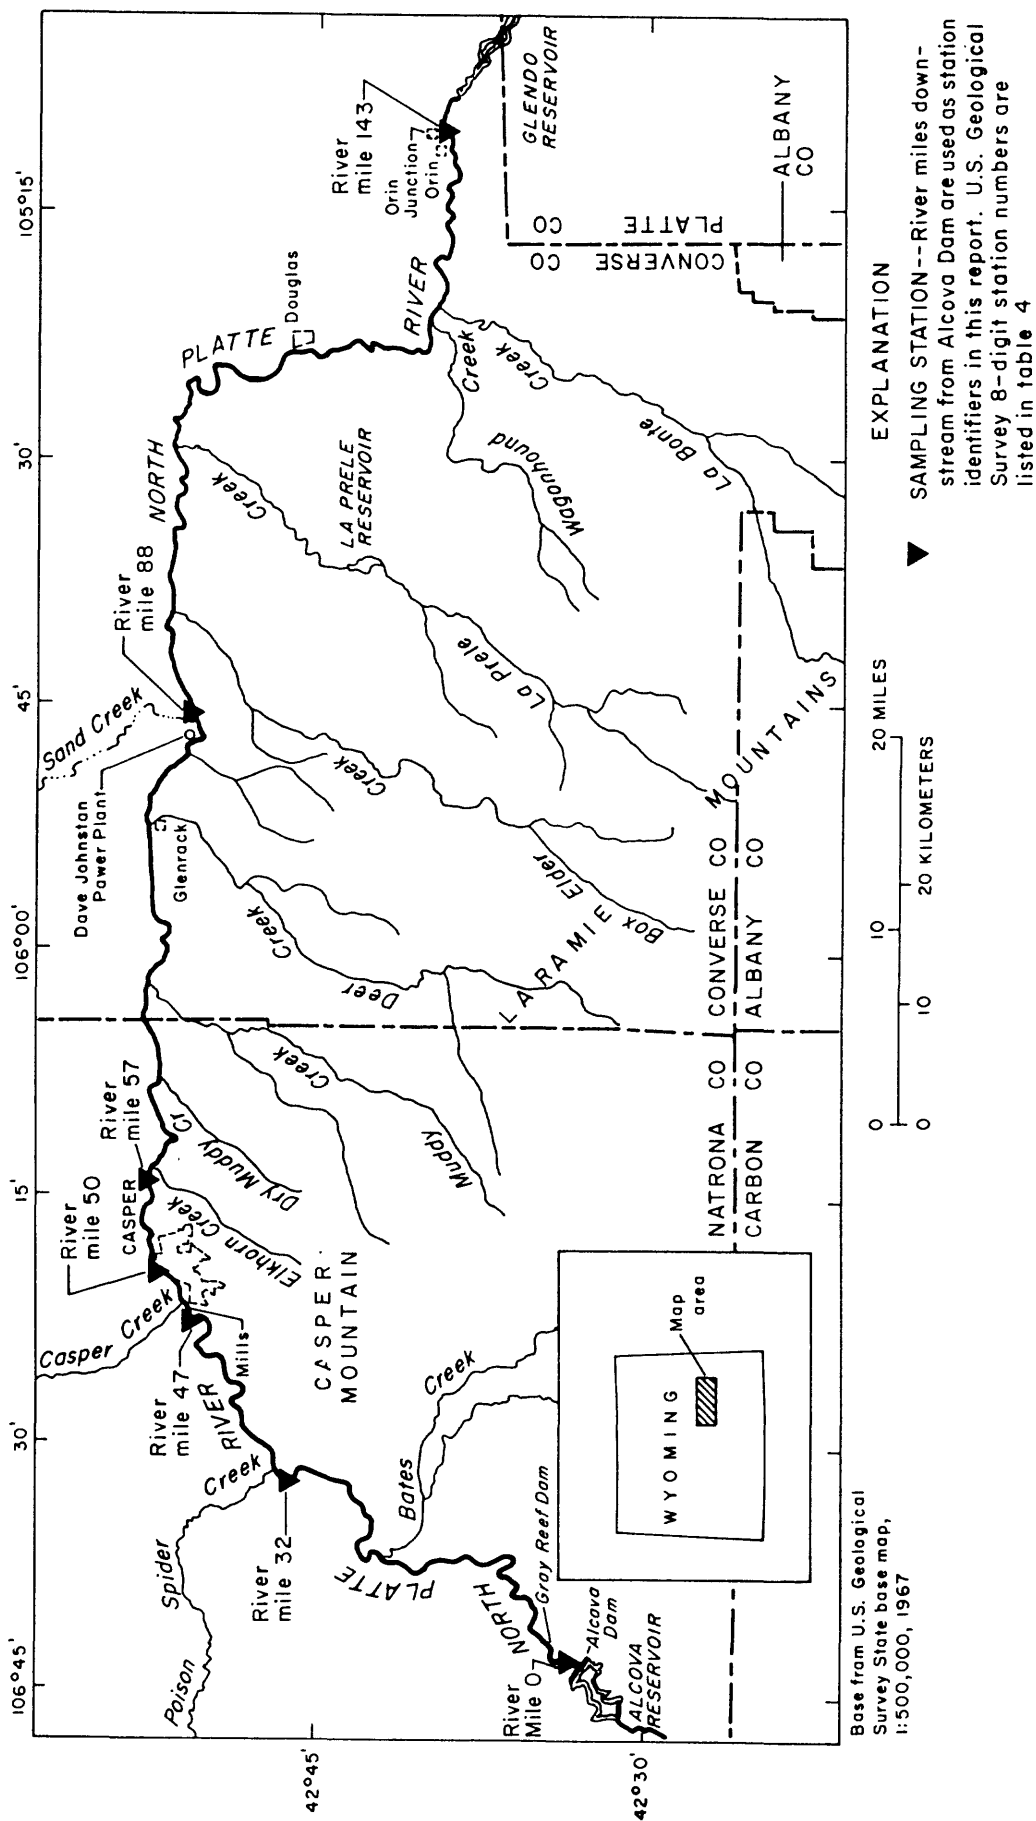 106°45'
30'
15'
106°00'
45'
30'
105°15'
42°45'
42°30'
Poison
Spider
Creek
Casper
Creek
River
mile 50
CASPER
River
mile 57
River
mile 47
RIVER
Mills
Elkhorn Creek
Dry Muddy
Cr
River
mile 32
CASPER
MOUNTAIN
Muddy
Creek
Dave Johnstan
Pawer Plant
Sand Creek
River
mile 88
Glenrock
Deer
Creek
NORTH
PLATTE
Douglas
RIVER
Creek
LA PRELE
RESERVOIR
La Prele
Creek
Box
Elder
Wagonhound
Creek
La Bonte
Creek
River
mile 143
Orin
Junction
Orin
GLENDO
RESERVOIR
PLATTE
NORTH
Bates
Creek
River
Mile 0
Gray Reef Dam
Alcova
Dam
ALCOVA
RESERVOIR
LARAMIE
MOUNTAINS
NATRONA CO
CARBON CO
CONVERSE CO
ALBANY CO
CONVERSE CO
PLATTE CO
ALBANY
CO
WYOMING
Map
area
Base fram U.S. Geological
Survey State base map,
1:500,000, 1967
0 10 20 MILES
0 10 20 KILOMETERS
EXPLANATION
SAMPLING STATION--River miles down-
stream from Alcova Dam are used as station
identifiers in this report. U.S. Geological
Survey 8-digit station numbers are
listed in table 4